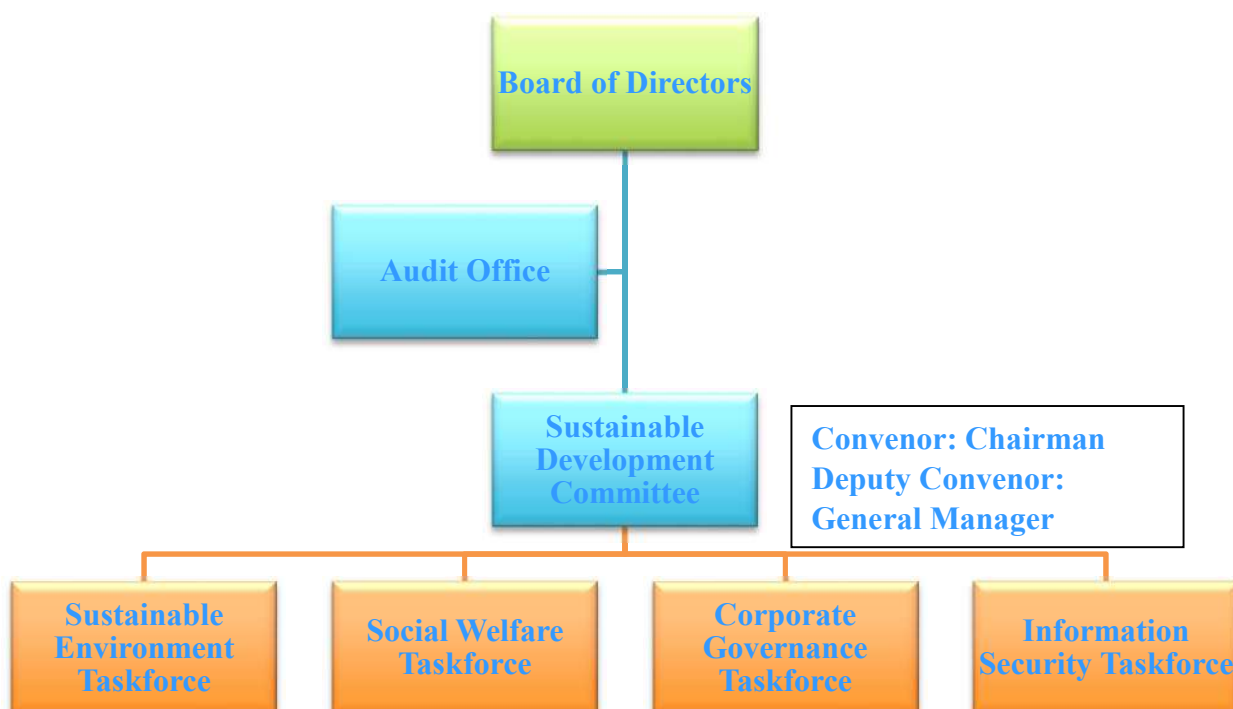 Board of Directors
Audit Office
Sustainable
Development
Committee
Convenor: Chairman
Deputy Convenor:
General Manager
Sustainable
Environment
Taskforce
Social Welfare
Taskforce
Corporate
Governance
Taskforce
Information
Security Taskforce